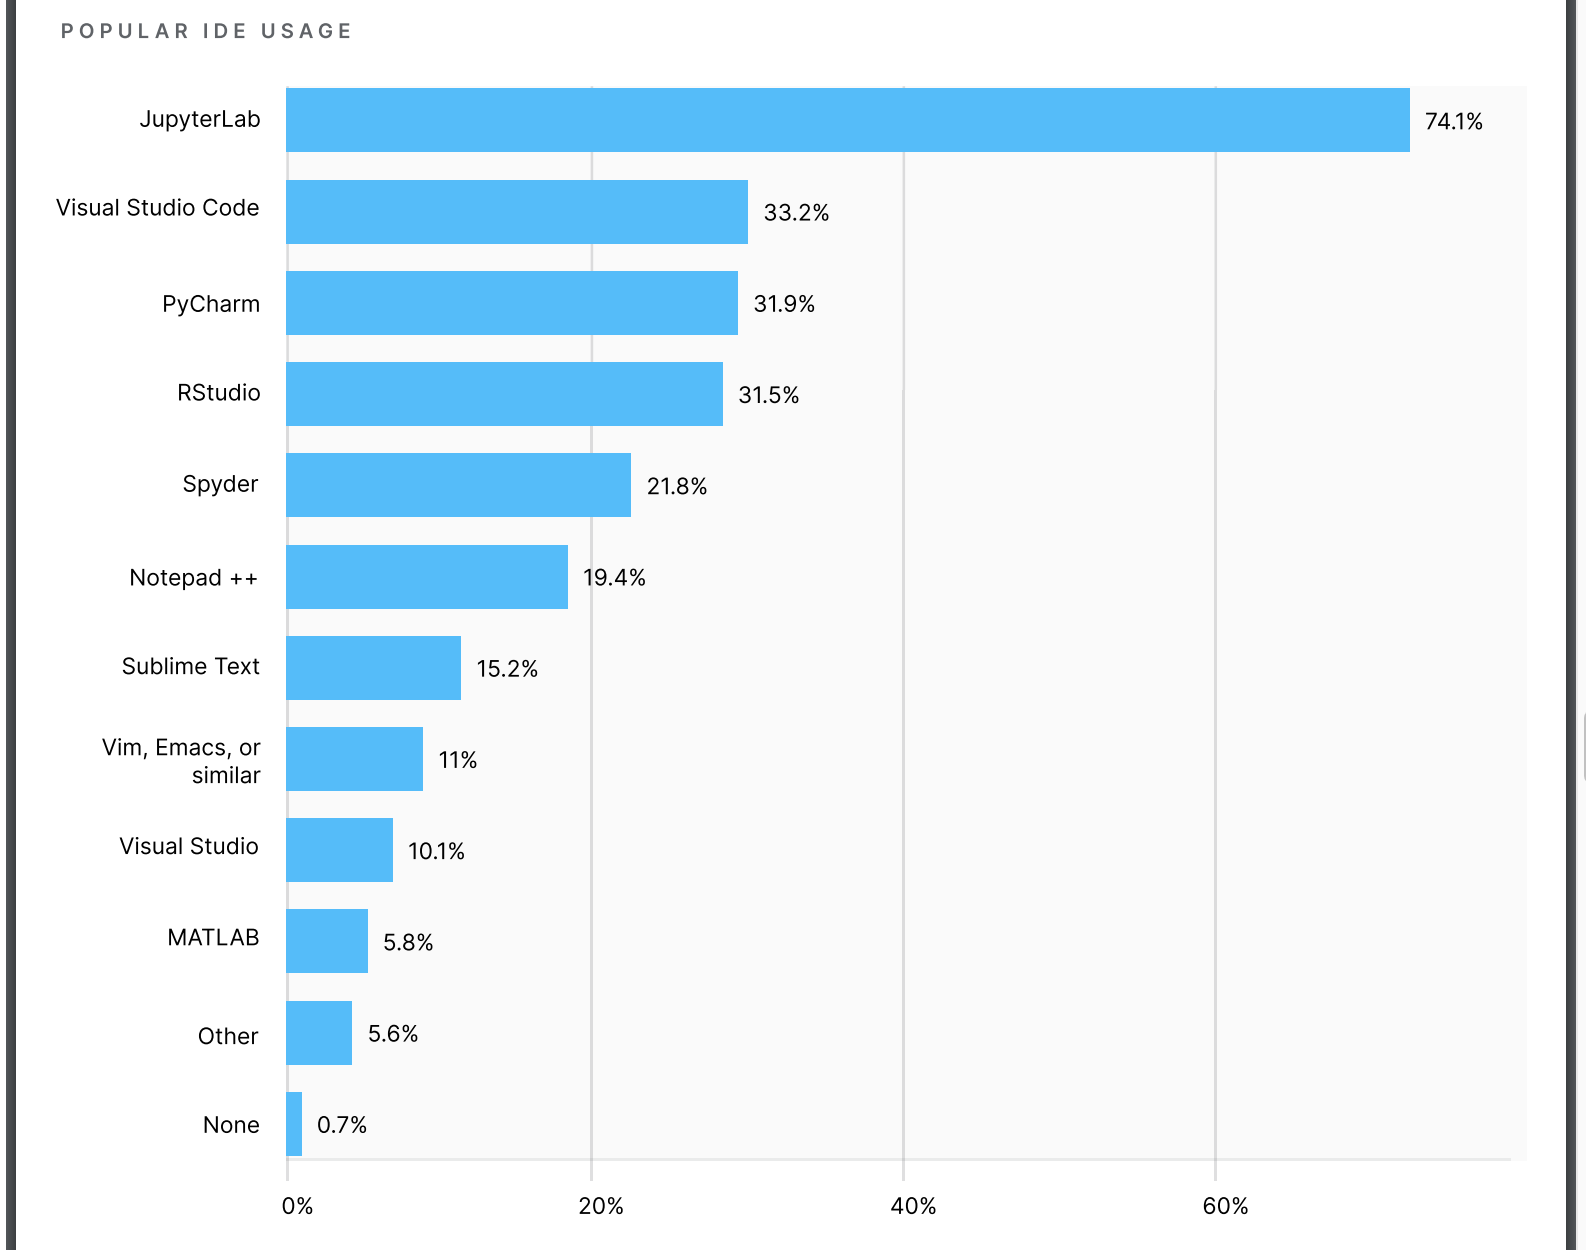 POPULAR IDE USAGE
JupyterLab
74.1%
Visual Studio Code
33.2%
PyCharm
31.9%
RStudio
31.5%
Spyder
21.8%
Notepad ++
19.4%
Sublime Text
15.2%
Vim, Emacs, or
similar
11%
Visual Studio
10.1%
MATLAB
5.8%
Other
5.6%
None
0.7%
0%
20%
40%
60%